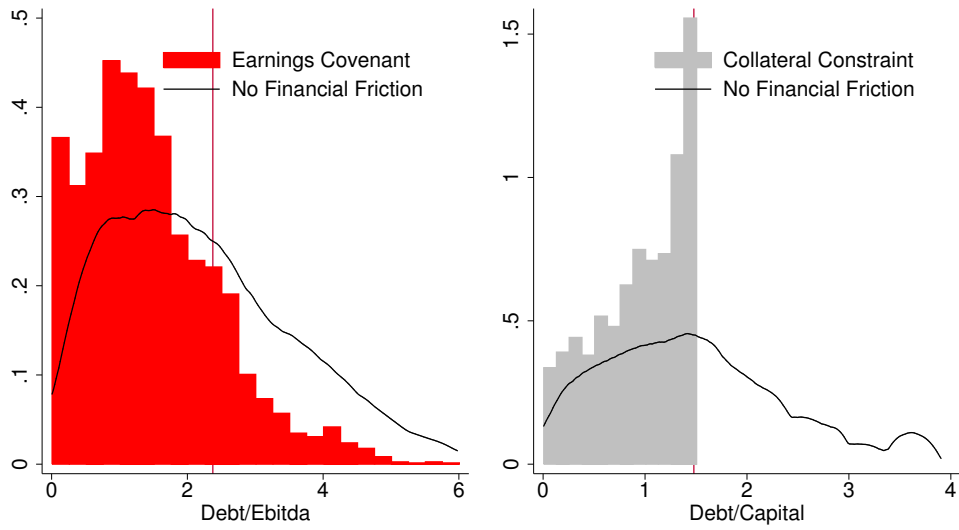 Earnings Covenant
No Financial Friction
.5
.4
.3
.2
.1
0
0 2 4 6
Debt/Ebitda
Collateral Constraint
No Financial Friction
1.5
1
.5
0
0 1 2 3 4
Debt/Capital